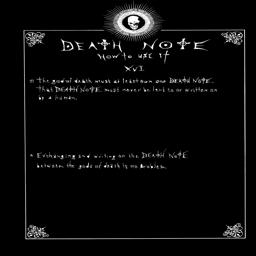 DEATH NOTE
HOW to USE It
XVI
The god of death must at least own one DEATH NOTE.
That DEATH NOTE must never be lent to or written on
by a human.
Exchanging and writing on the DEATH NOTE
between the gods of death is no problem.